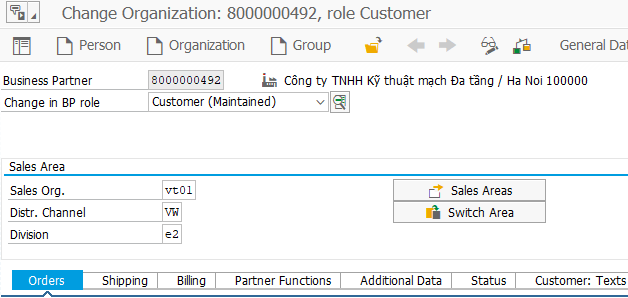 Change Organization: 8000000492, role Customer
Person Organization Group General Dat
Business Partner 8000000492 Công ty TNHH Kỹ thuật mạch Đa tầng / Ha Noi 100000
Change in BP role Customer (Maintained)
Sales Area
Sales Org. vt01 Sales Areas
Distr. Channel VW Switch Area
Division e2
Orders Shipping Billing Partner Functions Additional Data Status Customer: Texts